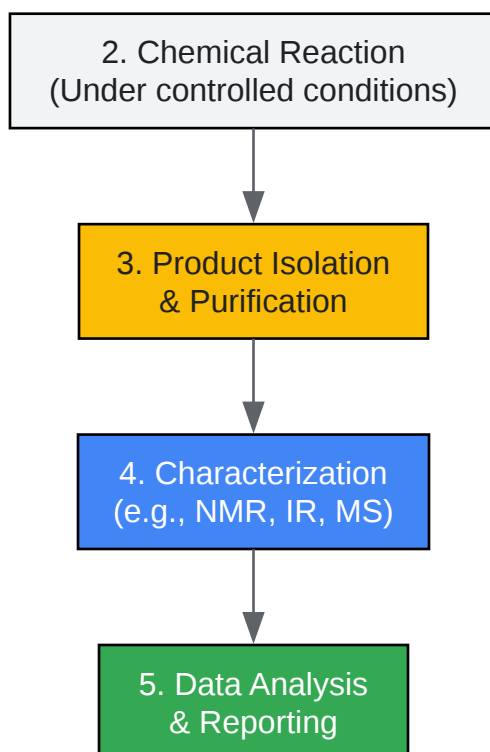 2. Chemical Reaction
(Under controlled conditions)
3. Product Isolation
& Purification
4. Characterization
(e.g., NMR, IR, MS)
5. Data Analysis
& Reporting